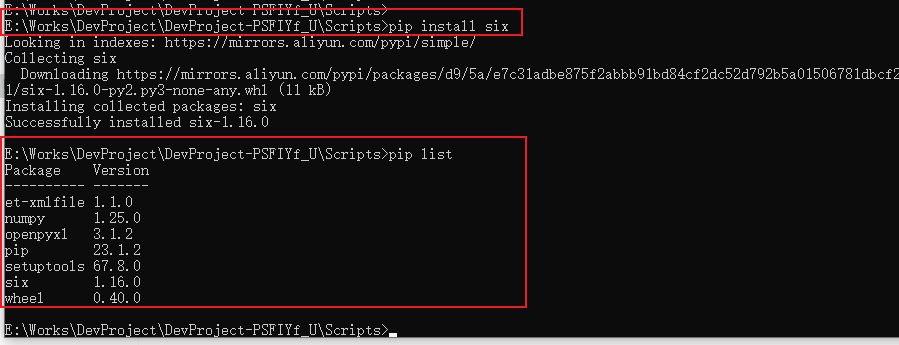 E:\Works\DevProject\DevProject-PSFIYf_U\Scripts>
E:\Works\DevProject\DevProject-PSFIYf_U\Scripts>pip install six
Looking in indexes: https://mirrors.aliyun.com/pypi/simple/
Collecting six
  Downloading https://mirrors.aliyun.com/pypi/packages/d9/5a/e7c31adbe875f2abbb91bd84cf2dc52d792b5a01506781dbcf2
1/six-1.16.0-py2.py3-none-any.whl (11 kB)
Installing collected packages: six
Successfully installed six-1.16.0
E:\Works\DevProject\DevProject-PSFIYf_U\Scripts>pip list
Package    Version
---------- -------
et-xmlfile 1.1.0
numpy      1.25.0
openpyxl   3.1.2
pip        23.1.2
setuptools 67.8.0
six        1.16.0
wheel      0.40.0
E:\Works\DevProject\DevProject-PSFIYf_U\Scripts>